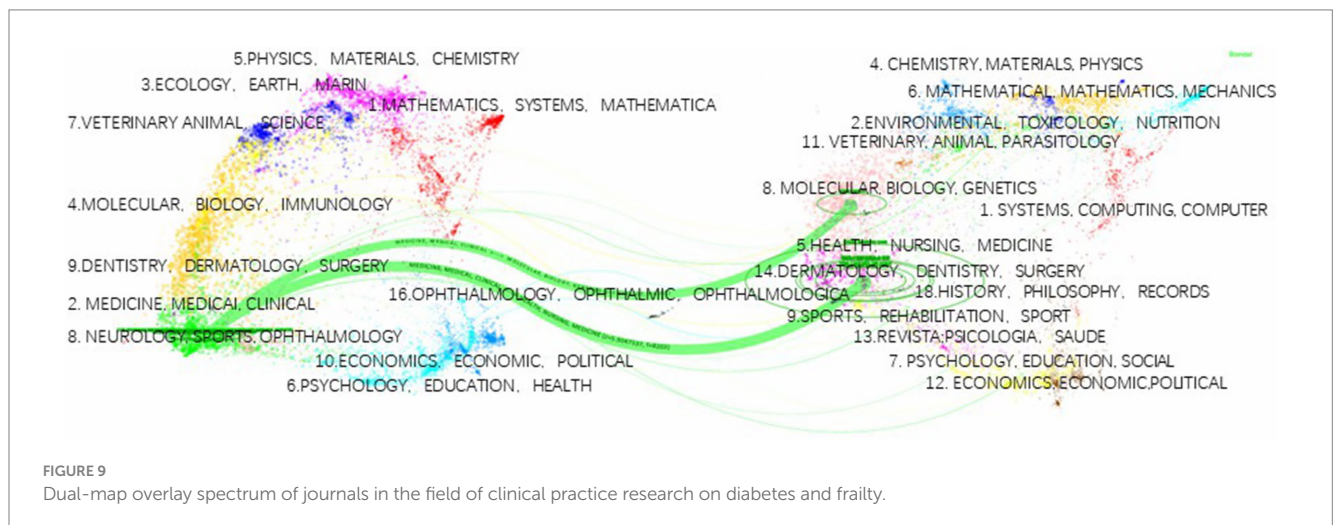 5.PHYSICS, MATERIALS, CHEMISTRY
3.ECOLOGY, EARTH, MARIN
1.MATHEMATICS, SYSTEMS, MATHEMATICA
7.VETERINARY ANIMAL, SCIENCE
4.MOLECULAR, BIOLOGY, IMMUNOLOGY
9.DENTISTRY, DERMATOLOGY, SURGERY
2. MEDICINE, MEDICAL, CLINICAL
8. NEUROLOGY, SPORTS, OPHTHALMOLOGY
10.ECONOMICS, ECONOMIC, POLITICAL
6.PSYCHOLOGY, EDUCATION, HEALTH
4. CHEMISTRY, MATERIALS, PHYSICS
6. MATHEMATICAL, MATHEMATICS, MECHANICS
2.ENVIRONMENTAL, TOXICOLOGY, NUTRITION
11. VETERINARY, ANIMAL, PARASITOLOGY
8. MOLECULAR, BIOLOGY, GENETICS
1. SYSTEMS, COMPUTING, COMPUTER
5.HEALTH, NURSING, MEDICINE
14.DERMATOLOGY, DENTISTRY, SURGERY
16.OPHTHALMOLOGY, OPHTHALMIC, OPHTHALMOLOGICA
18.HISTORY, PHILOSOPHY, RECORDS
9.SPORTS, REHABILITATION, SPORT
13.REVISTA;PSICOLOGIA, SAUDE
7. PSYCHOLOGY, EDUCATION, SOCIAL
12. ECONOMICS,ECONOMIC,POLITICAL
MEDICINE, MEDICAL, CLINICAL
MEDICINE, MEDICAL, CLINICAL
FIGURE 9
Dual-map overlay spectrum of journals in the field of clinical practice research on diabetes and frailty.